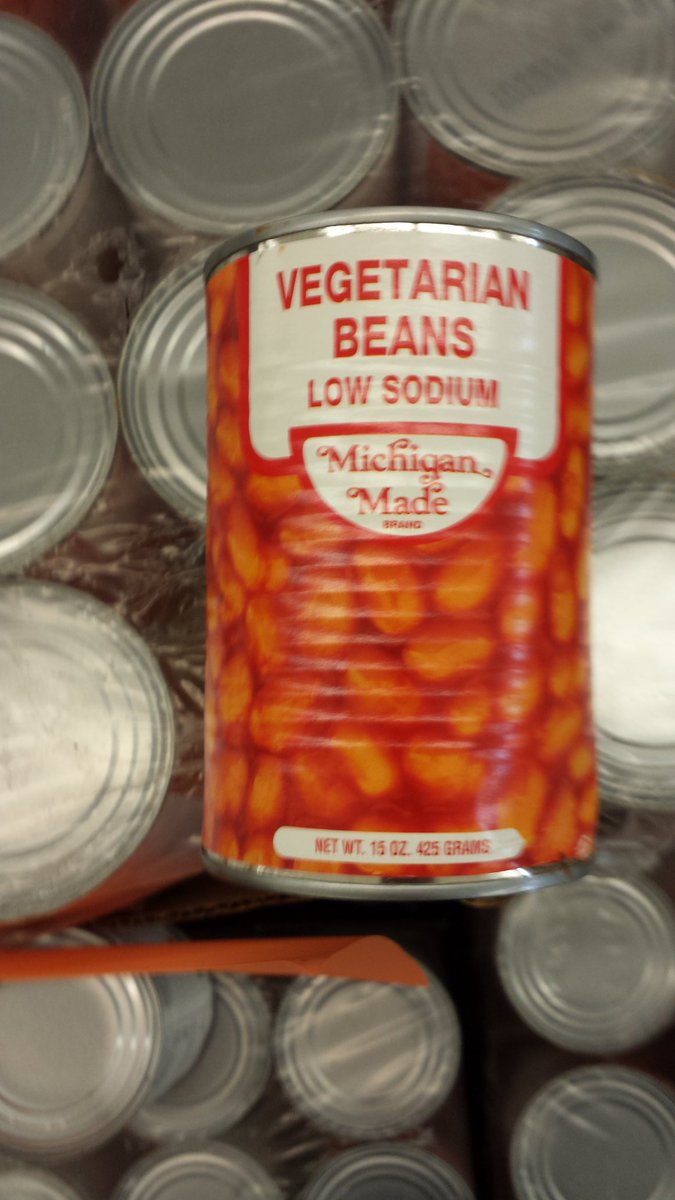 VEGETARIAN
BEANS
LOW SODIUM
Michigan
Made
BRAND
NET WT. 15 OZ. 425 GRAMS